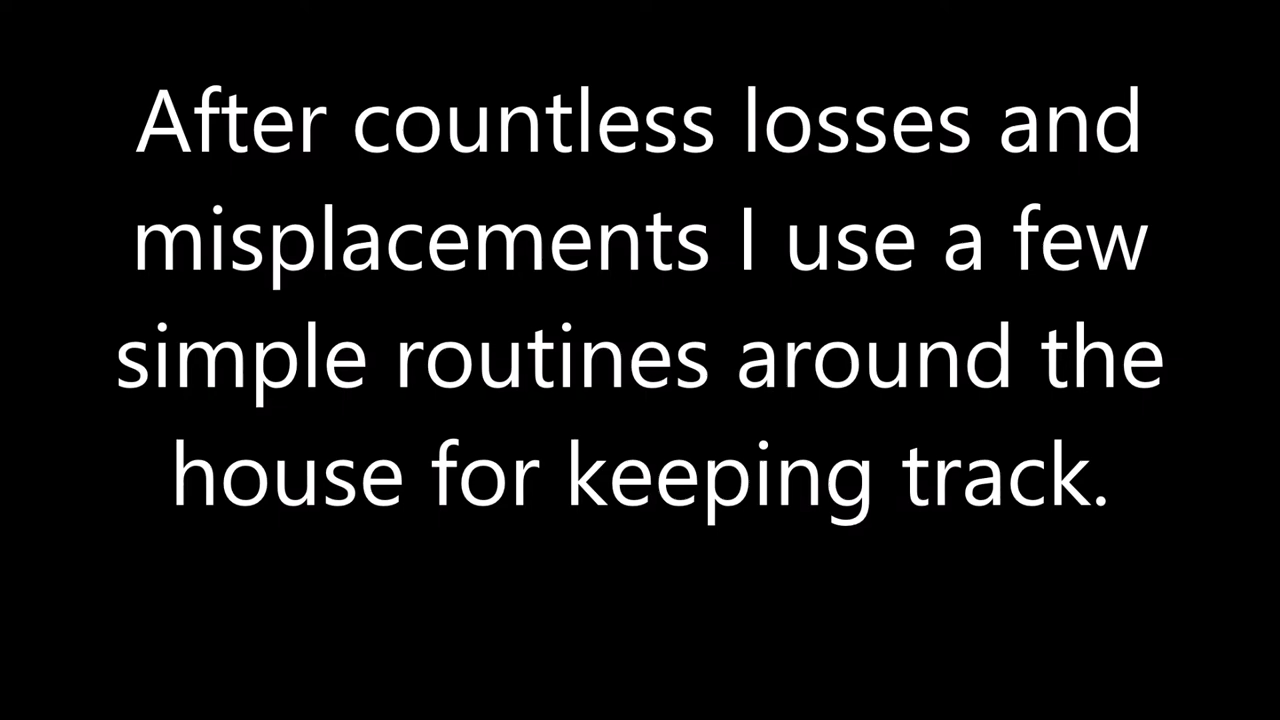 After countless losses and
misplacements I use a few
simple routines around the
house for keeping track.